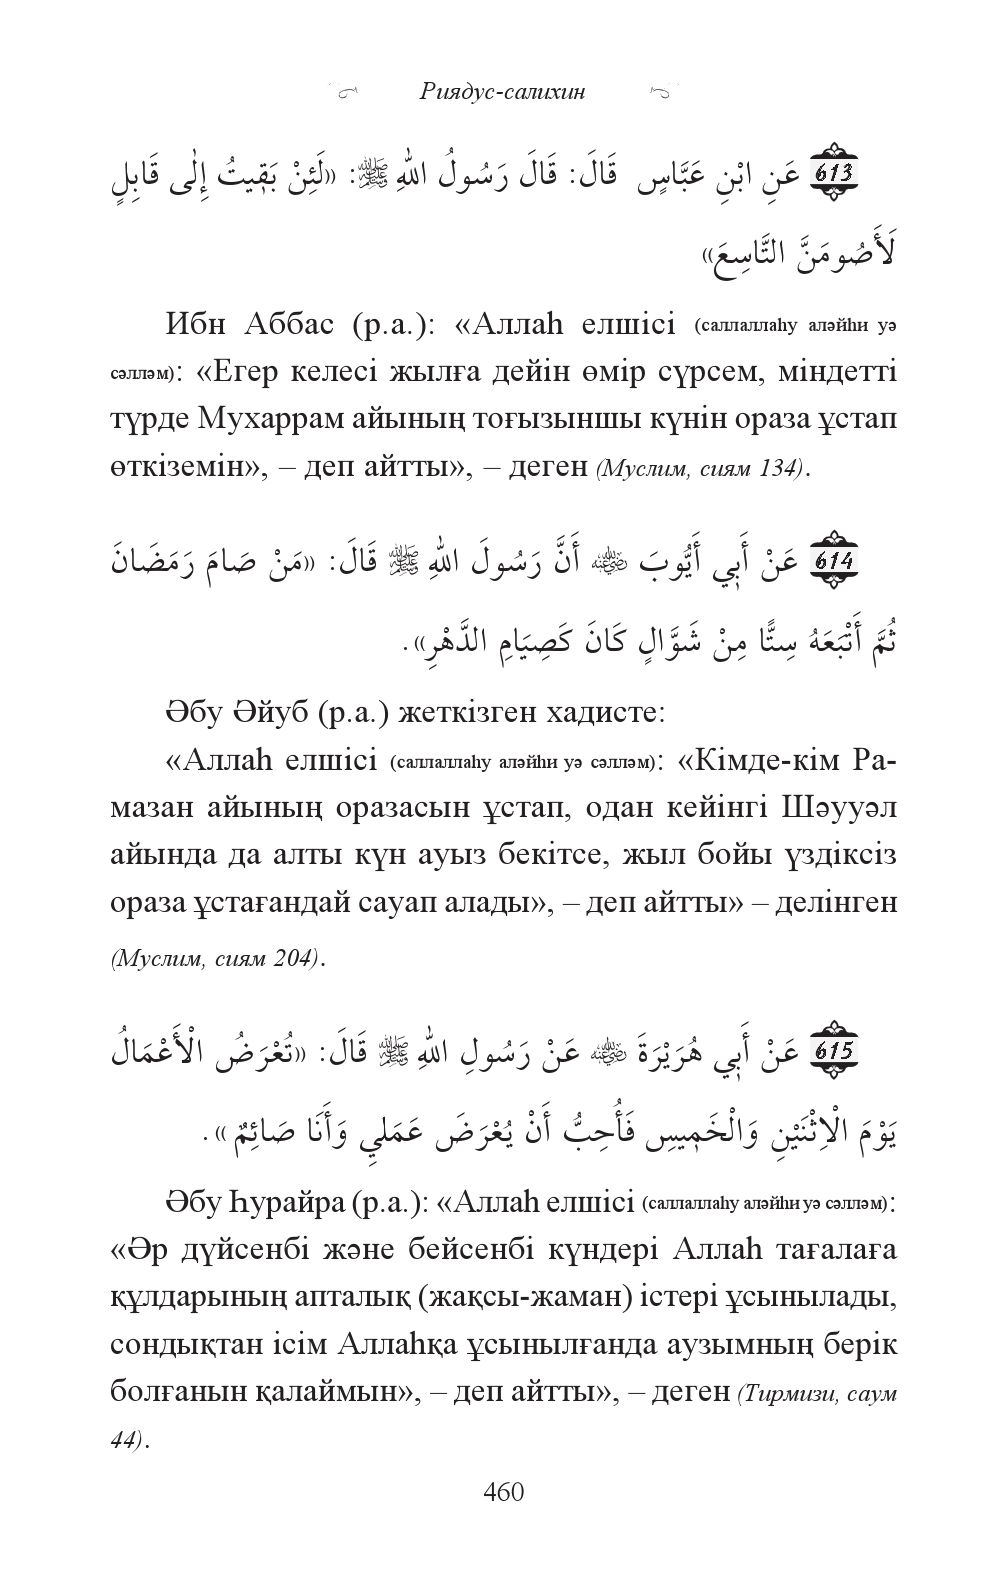 Риядус-салихин
613 عَنِ ابْنِ عَبَّاسٍ قَالَ: قَالَ رَسُولُ اللهِ ﷺ: «لَئِنْ بَقِيتُ إِلَى قَابِلٍ
لَأَصُومَنَّ التَّاسِعَ»
Ибн Аббас (р.а.): «Аллаһ елшісі (саллаллаһу аләйһи уә
сәлләм): «Егер келесі жылға дейін өмір сүрсем, міндетті
түрде Мухаррам айының тоғызыншы күнін ораза ұстап
өткіземін», – деп айтты», – деген (Муслим, сиям 134).
614 عَنْ أَبِي أَيُّوبَ ﵁ أَنَّ رَسُولَ اللهِ ﷺ قَالَ: «مَنْ صَامَ رَمَضَانَ
ثُمَّ أَتْبَعَهُ سِتًّا مِنْ شَوَّالٍ كَانَ كَصِيَامِ الدَّهْرِ».
Әбу Әйуб (р.а.) жеткізген хадисте:
«Аллаһ елшісі (саллаллаһу аләйһи уә сәлләм): «Кімде-кім Ра-
мазан айының оразасын ұстап, одан кейінгі Шәууәл
айында да алты күн ауыз бекітсе, жыл бойы үздіксіз
ораза ұстағандай сауап алады», – деп айтты» – делінген
(Муслим, сиям 204).
615 عَنْ أَبِي هُرَيْرَةَ ﵁ عَنْ رَسُولِ اللهِ ﷺ قَالَ: «تُعْرَضُ الْأَعْمَالُ
يَوْمَ الْاِثْنَيْنِ وَالْخَمِيسِ فَأُحِبُّ أَنْ يُعْرَضَ عَمَلِي وَأَنَا صَائِمٌ».
Әбу Һурайра (р.а.): «Аллаһ елшісі (саллаллаһу аләйһи уә сәлләм):
«Әр дүйсенбі және бейсенбі күндері Аллаһ тағалаға
құлдарының апталық (жақсы-жаман) істері ұсынылады,
сондықтан ісім Аллаһқа ұсынылғанда аузымның берік
болғанын қалаймын», – деп айтты», – деген (Тирмизи, саум
44).
460